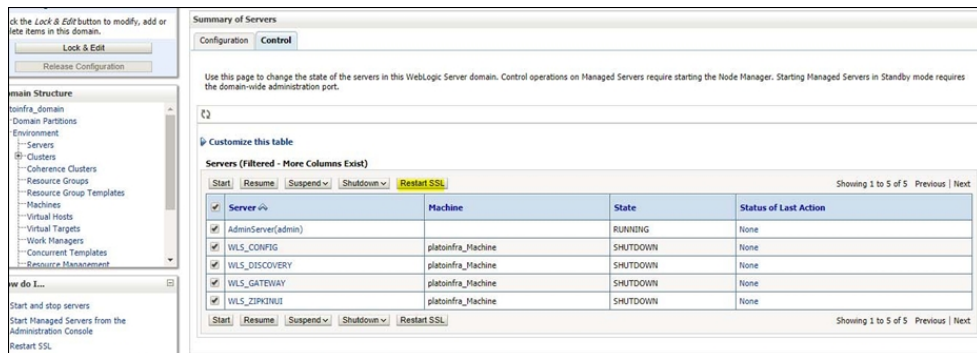 ck the Lock & Edit button to modify, add or
lete items in this domain.
Lock & Edit
Release Configuration
omain Structure
toinfra_domain
Domain Partitions
Environment
Servers
Clusters
Coherence Clusters
Resource Groups
Resource Group Templates
Machines
Virtual Hosts
Virtual Targets
Work Managers
Concurrent Templates
Resource Management
ow do I...
Start and stop servers
Start Managed Servers from the
Administration Console
Restart SSL
Summary of Servers
Configuration Control
Use this page to change the state of the servers in this WebLogic Server domain. Control operations on Managed Servers require starting the Node Manager. Starting Managed Servers in Standby mode requires
the domain-wide administration port.
Customize this table
Servers (Filtered - More Columns Exist)
Start Resume Suspend Shutdown Restart SSL Showing 1 to 5 of 5 Previous | Next
Server Machine State Status of Last Action
AdminServer(admin) RUNNING None
WLS_CONFIG platoinfra_Machine SHUTDOWN None
WLS_DISCOVERY platoinfra_Machine SHUTDOWN None
WLS_GATEWAY platoinfra_Machine SHUTDOWN None
WLS_ZIPKINUI platoinfra_Machine SHUTDOWN None
Start Resume Suspend Shutdown Restart SSL Showing 1 to 5 of 5 Previous | Next